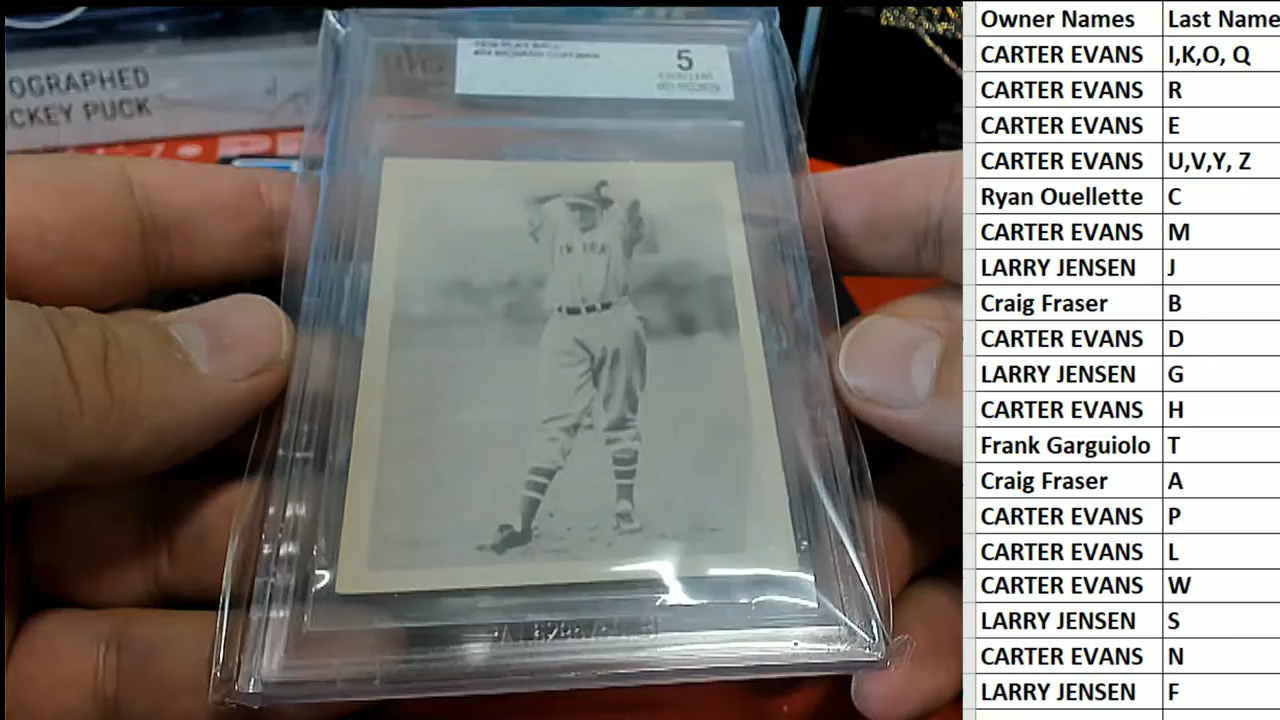 OGRAPHED
CKEY PUCK
BVG
5
EXCELLENT
Owner Names Last Name
CARTER EVANS I,K,O, Q
CARTER EVANS R
CARTER EVANS E
CARTER EVANS U,V,Y, Z
Ryan Ouellette C
CARTER EVANS M
LARRY JENSEN J
Craig Fraser B
CARTER EVANS D
LARRY JENSEN G
CARTER EVANS H
Frank Garguiolo T
Craig Fraser A
CARTER EVANS P
CARTER EVANS L
CARTER EVANS W
LARRY JENSEN S
CARTER EVANS N
LARRY JENSEN F